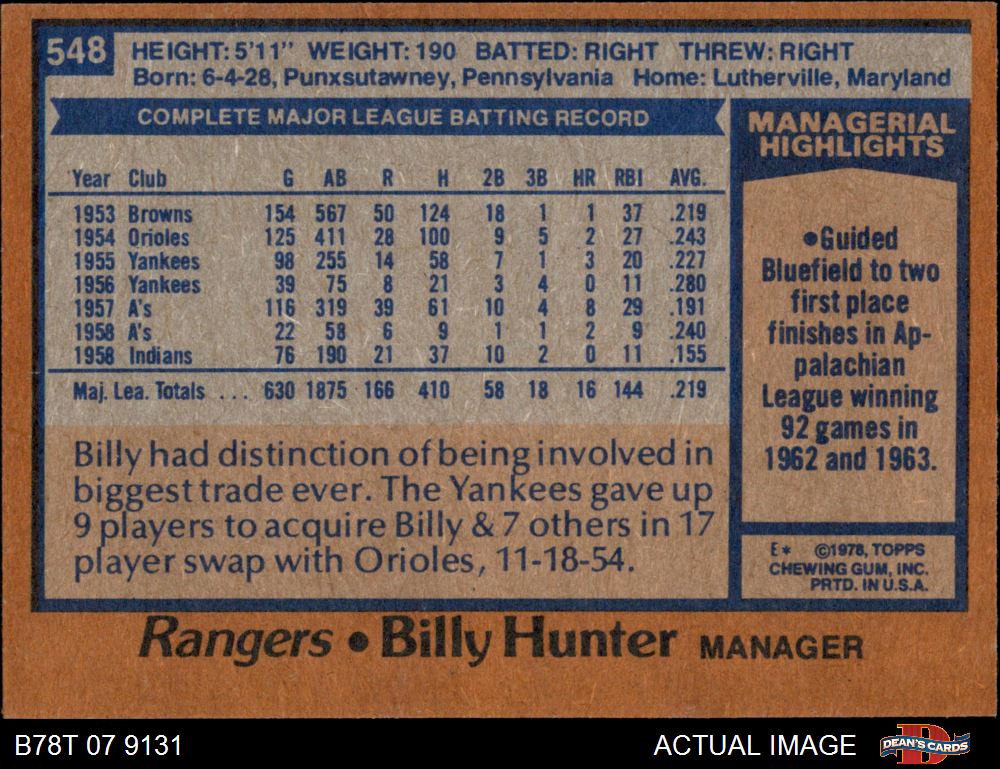 548
HEIGHT: 5'11" WEIGHT: 190 BATTED: RIGHT THREW: RIGHT
Born: 6-4-28, Punxsutawney, Pennsylvania Home: Lutherville, Maryland
COMPLETE MAJOR LEAGUE BATTING RECORD
Year Club G AB R H 2B 3B HR RBI AVG.
1953 Browns 154 567 50 124 18 1 1 37 .219
1954 Orioles 125 411 28 100 9 5 2 27 .243
1955 Yankees 98 255 14 58 7 1 3 20 .227
1956 Yankees 39 75 8 21 3 4 0 11 .280
1957 A's 116 319 39 61 10 4 8 29 .191
1958 A's 22 58 6 9 1 1 2 9 .240
1958 Indians 76 190 21 37 10 2 0 11 .155
Maj. Lea. Totals ... 630 1875 166 410 58 18 16 144 .219
Billy had distinction of being involved in
biggest trade ever. The Yankees gave up
9 players to acquire Billy & 7 others in 17
player swap with Orioles, 11-18-54.
MANAGERIAL
HIGHLIGHTS
•Guided
Bluefield to two
first place
finishes in Ap-
palachian
League winning
92 games in
1962 and 1963.
E* ©1978, TOPPS
CHEWING GUM, INC.
PRTD. IN U.S.A.
Rangers • Billy Hunter MANAGER
B78T 07 9131
ACTUAL IMAGE
DEAN'S CARDS